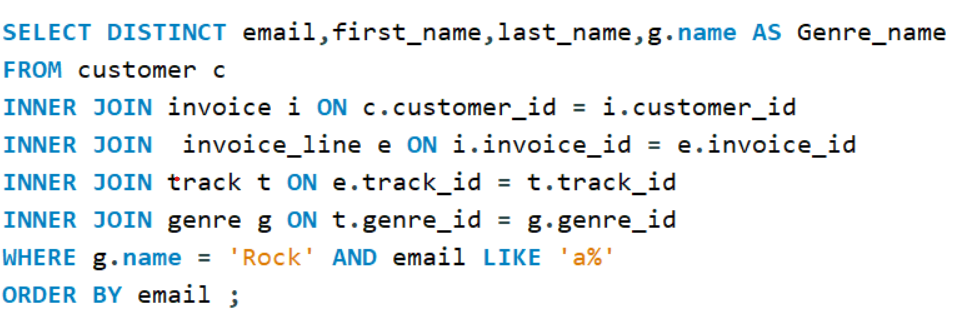 SELECT DISTINCT email,first_name,last_name,g.name AS Genre_name
FROM customer c
INNER JOIN invoice i ON c.customer_id = i.customer_id
INNER JOIN  invoice_line e ON i.invoice_id = e.invoice_id
INNER JOIN track t ON e.track_id = t.track_id
INNER JOIN genre g ON t.genre_id = g.genre_id
WHERE g.name = 'Rock' AND email LIKE 'a%'
ORDER BY email ;